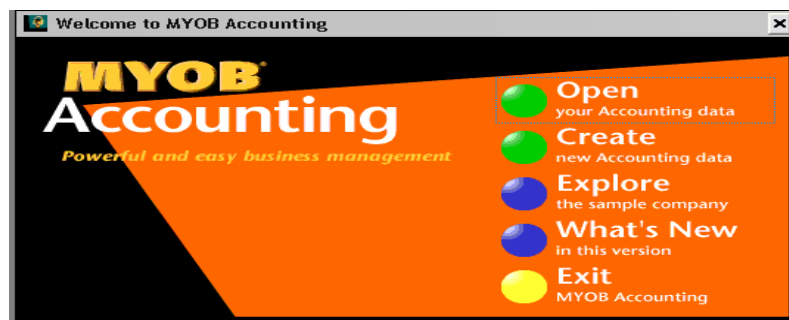 Welcome to MYOB Accounting
MYOB
Accounting
Powerful and easy business management
Open
your Accounting data
Create
new Accounting data
Explore
the sample company
What's New
in this version
Exit
MYOB Accounting